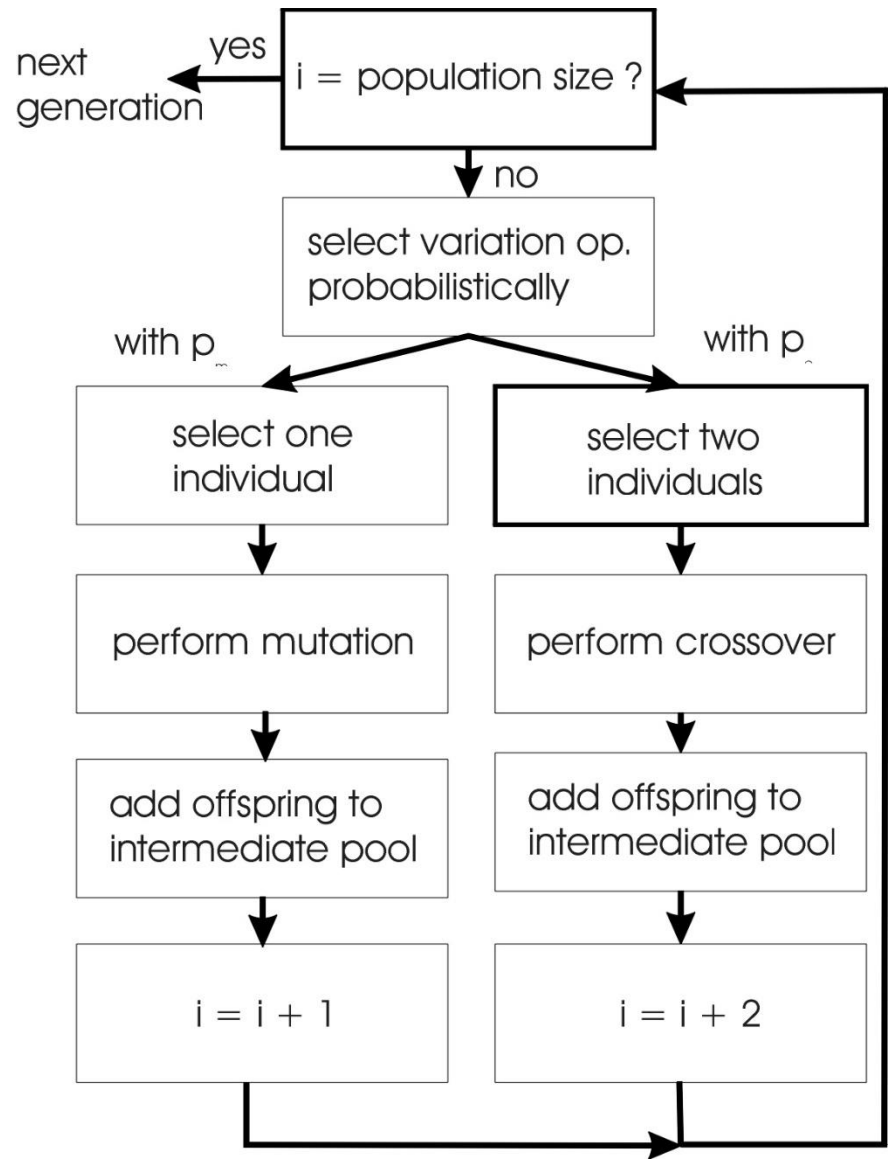 yes
next
generation
i = population size ?
no
select variation op.
probabilistically
with p
m
with p
select one
individual
select two
individuals
perform mutation
perform crossover
add offspring to
intermediate pool
add offspring to
intermediate pool
i = i + 1
i = i + 2